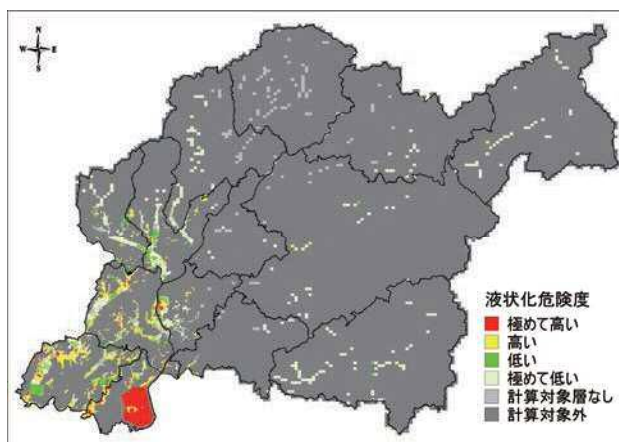 N
W E
S
液状化危険度
極めて高い
高い
低い
極めて低い
計算対象層なし
計算対象外